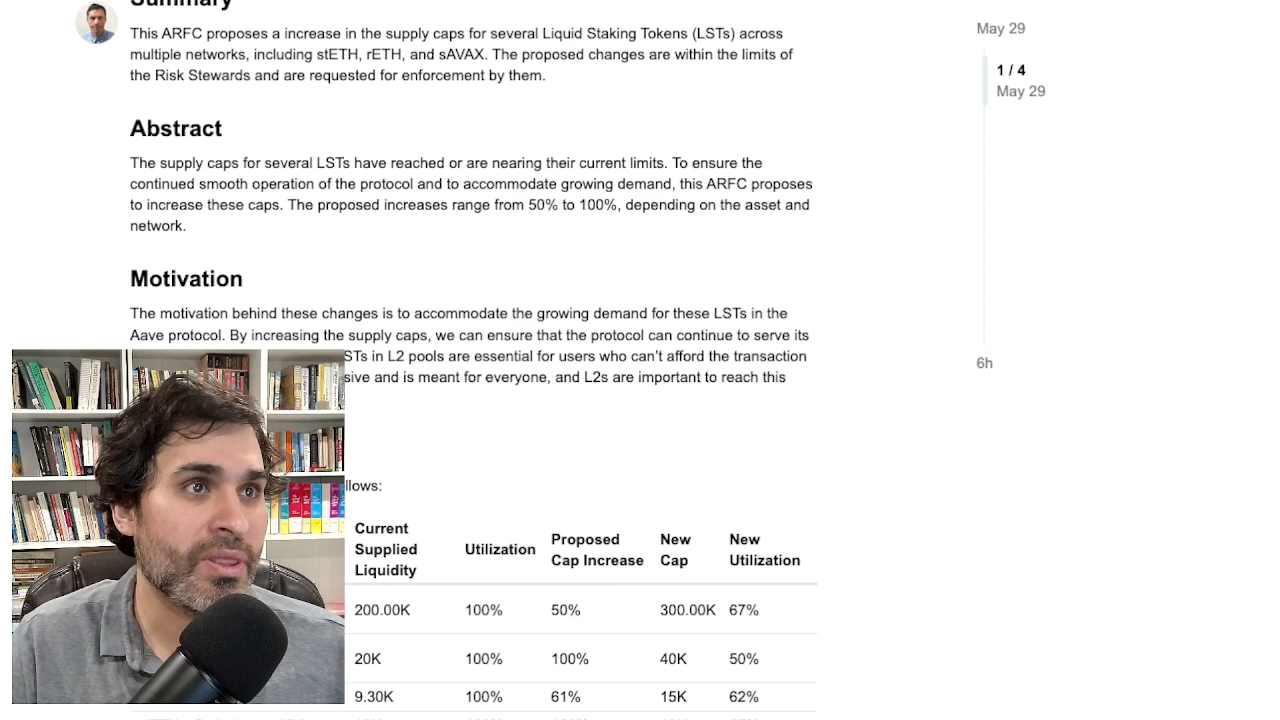 Summary
This ARFC proposes a increase in the supply caps for several Liquid Staking Tokens (LSTs) across
multiple networks, including stETH, rETH, and sAVAX. The proposed changes are within the limits of
the Risk Stewards and are requested for enforcement by them.
Abstract
The supply caps for several LSTs have reached or are nearing their current limits. To ensure the
continued smooth operation of the protocol and to accommodate growing demand, this ARFC proposes
to increase these caps. The proposed increases range from 50% to 100%, depending on the asset and
network.
Motivation
The motivation behind these changes is to accommodate the growing demand for these LSTs in the
Aave protocol. By increasing the supply caps, we can ensure that the protocol can continue to serve its
STs in L2 pools are essential for users who can't afford the transaction
sive and is meant for everyone, and L2s are important to reach this
llows:
Current Supplied Liquidity Utilization Proposed Cap Increase New Cap New Utilization
200.00K 100% 50% 300.00K 67%
20K 100% 100% 40K 50%
9.30K 100% 61% 15K 62%
May 29
1 / 4
May 29
6h